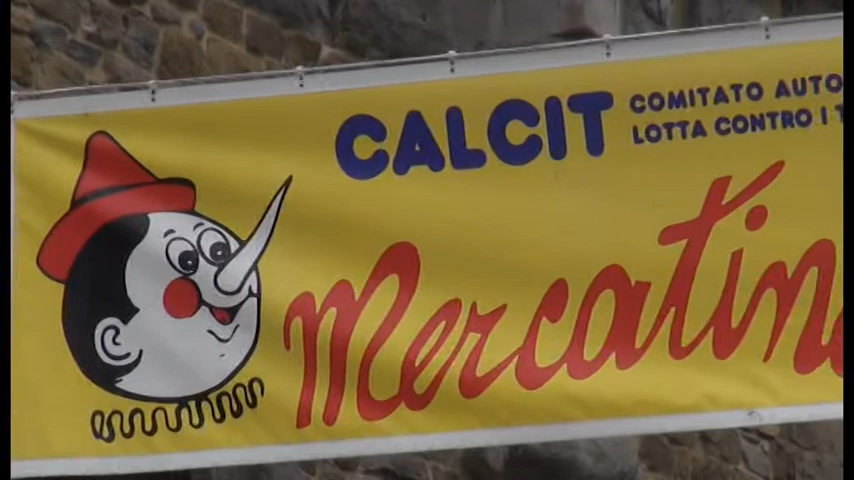 CALCIT
COMITATO AUTO
LOTTA CONTRO I T
Mercatin